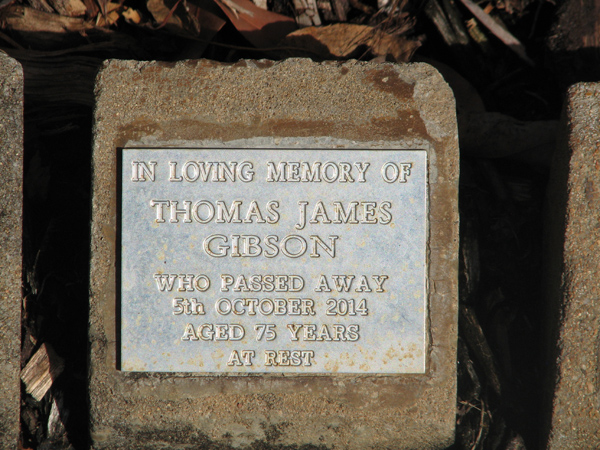 IN LOVING MEMORY OF
THOMAS JAMES
GIBSON
WHO PASSED AWAY
5th OCTOBER 2014
AGED 75 YEARS
AT REST